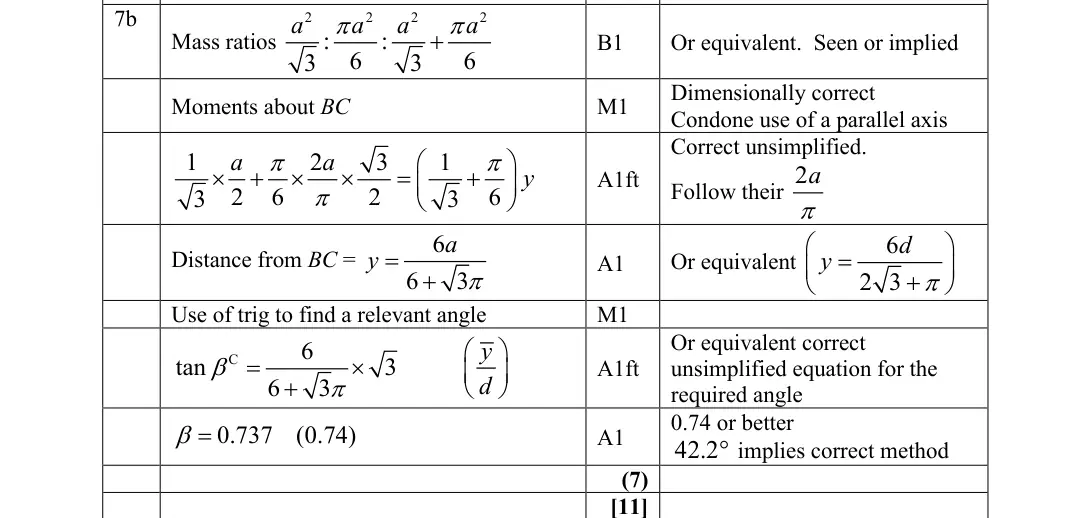 7b
Mass ratios a²/√3 : πa²/6 : a²/√3 + πa²/6
B1
Or equivalent. Seen or implied
Moments about BC
M1
Dimensionally correct
Condone use of a parallel axis
1/√3 × a/2 + π/6 × 2a/π × √3/2 = (1/√3 + π/6) y
A1ft
Correct unsimplified.
Follow their 2a/π
Distance from BC = y = 6a/(6 + √3π)
A1
Or equivalent (y = 6d/(2√3 + π))
Use of trig to find a relevant angle
M1
tan βᶜ = 6/(6 + √3π) × √3 (y̅/d)
A1ft
Or equivalent correct
unsimplified equation for the
required angle
β = 0.737 (0.74)
A1
0.74 or better
42.2° implies correct method
(7)
[11]